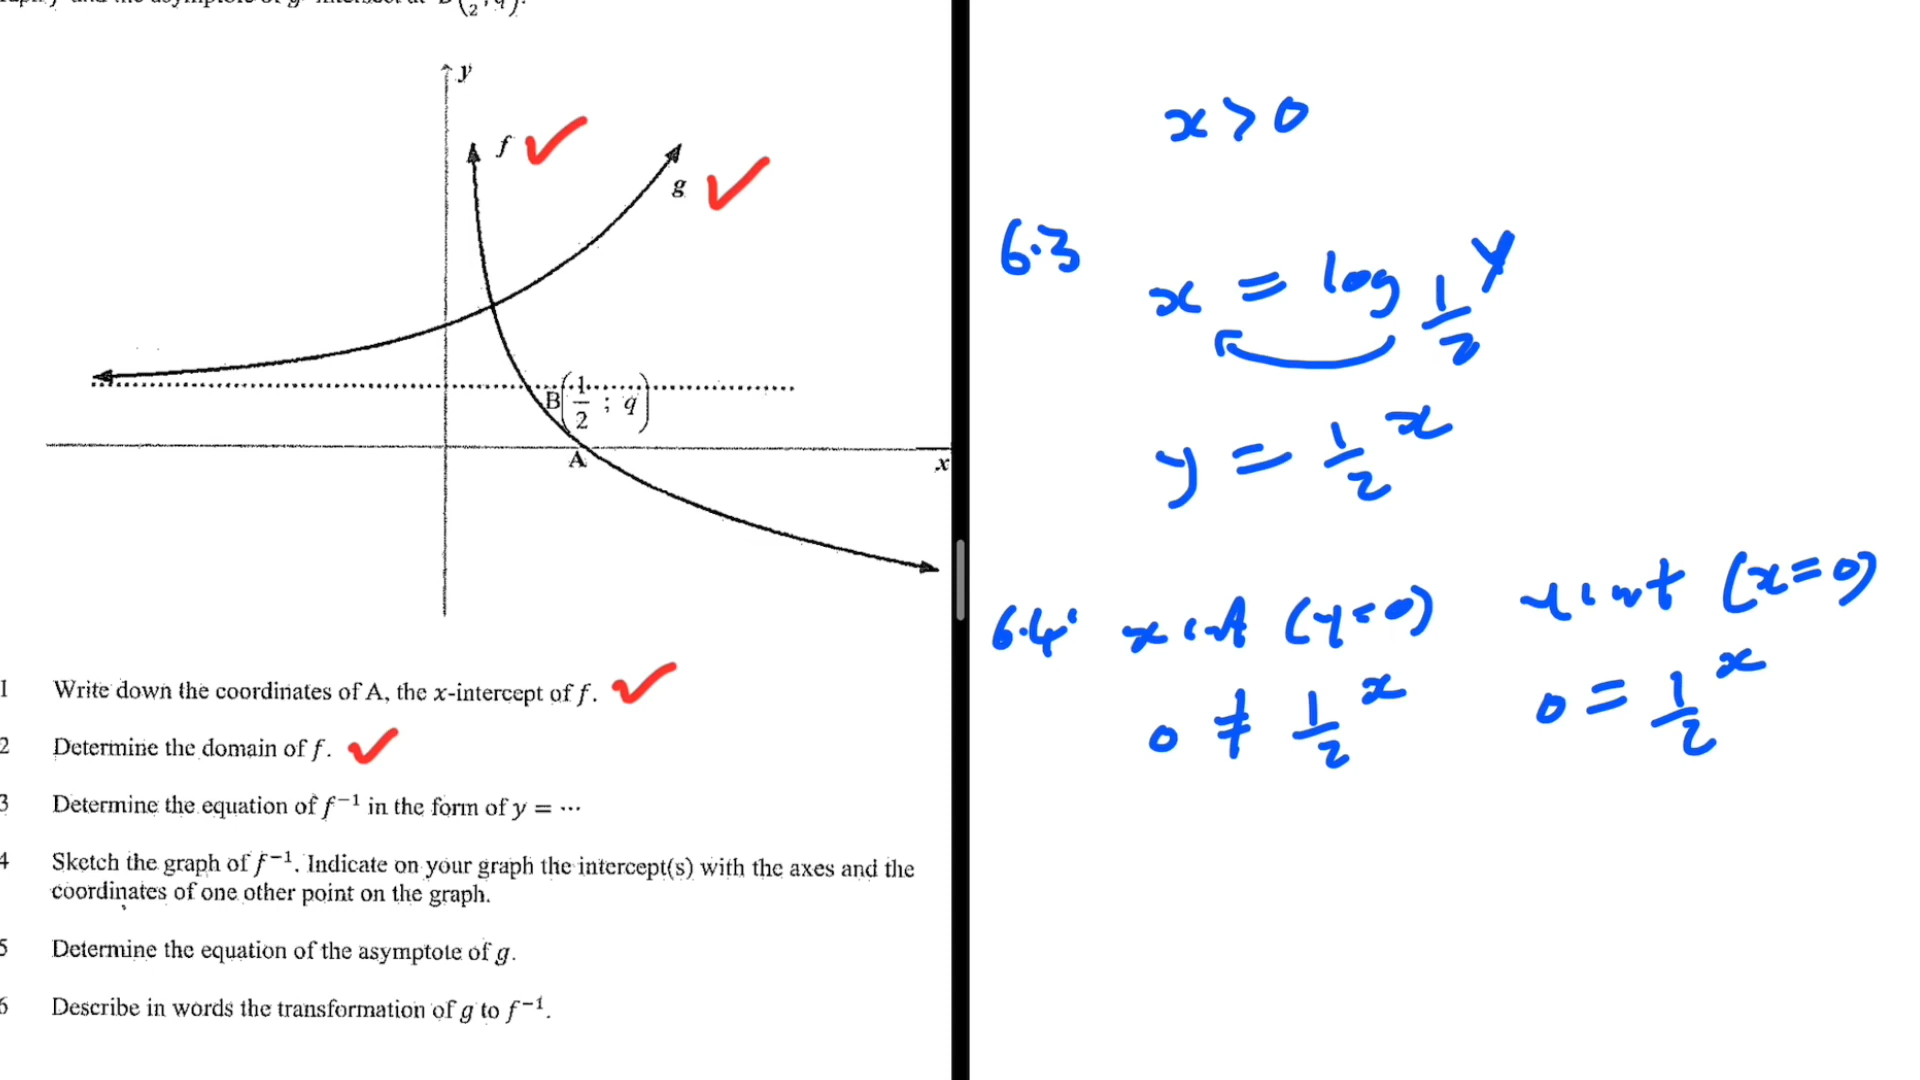 y
f
g
B(1/2 ; q)
A
x
1 Write down the coordinates of A, the x-intercept of f.
2 Determine the domain of f.
3 Determine the equation of f⁻¹ in the form of y = ⋯
4 Sketch the graph of f⁻¹. Indicate on your graph the intercept(s) with the axes and the
coordinates of one other point on the graph.
5 Determine the equation of the asymptote of g.
6 Describe in words the transformation of g to f⁻¹.
x > 0
6.3
x = log 1/2 y
y = 1/2 ^x
6.4 x int (y=0)
0 ≠ 1/2 ^x
int (x=0)
0 = 1/2 ^x